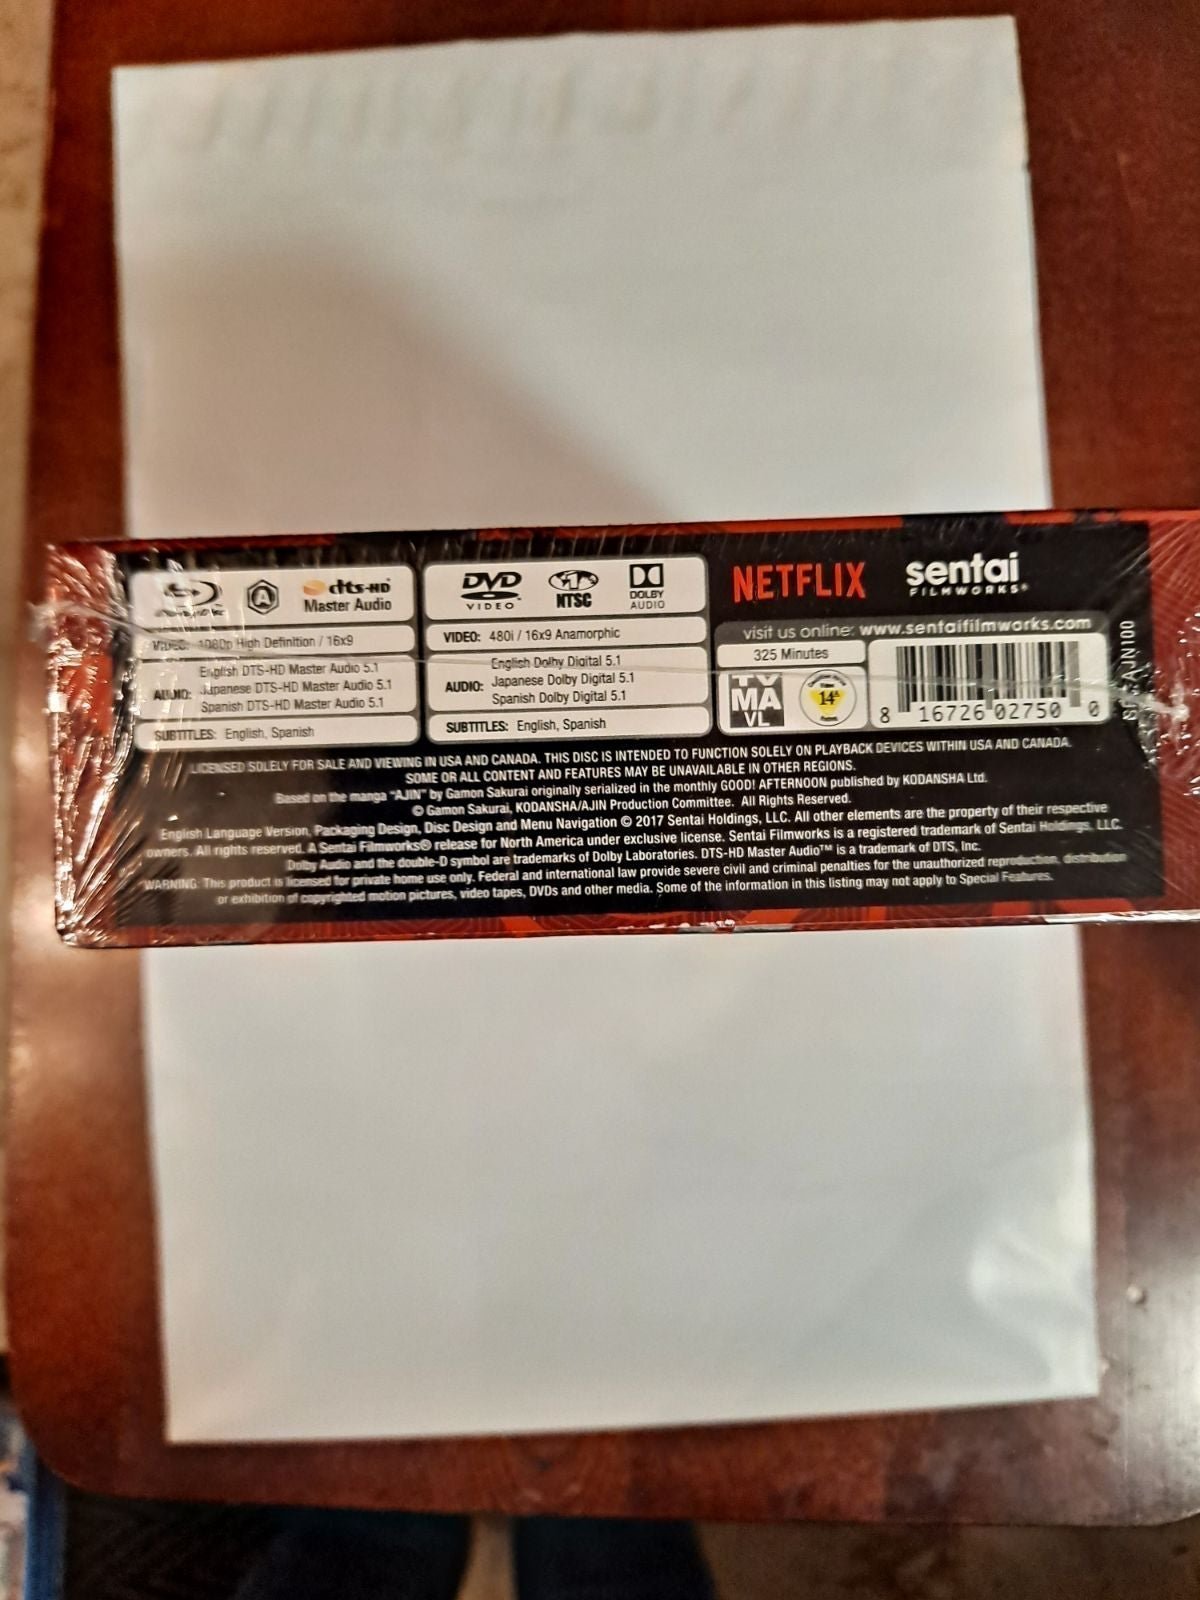 dts-HD
Master Audio
VIDEO: 1080p High Definition / 16x9
English DTS-HD Master Audio 5.1
AUDIO: Japanese DTS-HD Master Audio 5.1
Spanish DTS-HD Master Audio 5.1
SUBTITLES: English, Spanish
DVD
VIDEO
NTSC
DOLBY
AUDIO
VIDEO: 480i / 16x9 Anamorphic
English Dolby Digital 5.1
AUDIO: Japanese Dolby Digital 5.1
Spanish Dolby Digital 5.1
SUBTITLES: English, Spanish
NETFLIX
sentai
FILMWORKS®
visit us online: www.sentaifilmworks.com
325 Minutes
TV
MA
VL
14A
8 16726 02750 0
LICENSED SOLELY FOR SALE AND VIEWING IN USA AND CANADA. THIS DISC IS INTENDED TO FUNCTION SOLELY ON PLAYBACK DEVICES WITHIN USA AND CANADA.
SOME OR ALL CONTENT AND FEATURES MAY BE UNAVAILABLE IN OTHER REGIONS.
Based on the manga "AJIN" by Gamon Sakurai originally serialized in the monthly GOOD! AFTERNOON published by KODANSHA Ltd.
© Gamon Sakurai, KODANSHA/AJIN Production Committee. All Rights Reserved.
English Language Version, Packaging Design, Disc Design and Menu Navigation © 2017 Sentai Holdings, LLC. All other elements are the property of their respective
owners. All rights reserved. A Sentai Filmworks® release for North America under exclusive license. Sentai Filmworks is a registered trademark of Sentai Holdings, LLC.
Dolby Audio and the double-D symbol are trademarks of Dolby Laboratories. DTS-HD Master Audio™ is a trademark of DTS, Inc.
WARNING: This product is licensed for private home use only. Federal and international law provide severe civil and criminal penalties for the unauthorized reproduction, distribution
or exhibition of copyrighted motion pictures, video tapes, DVDs and other media. Some of the information in this listing may not apply to Special Features.